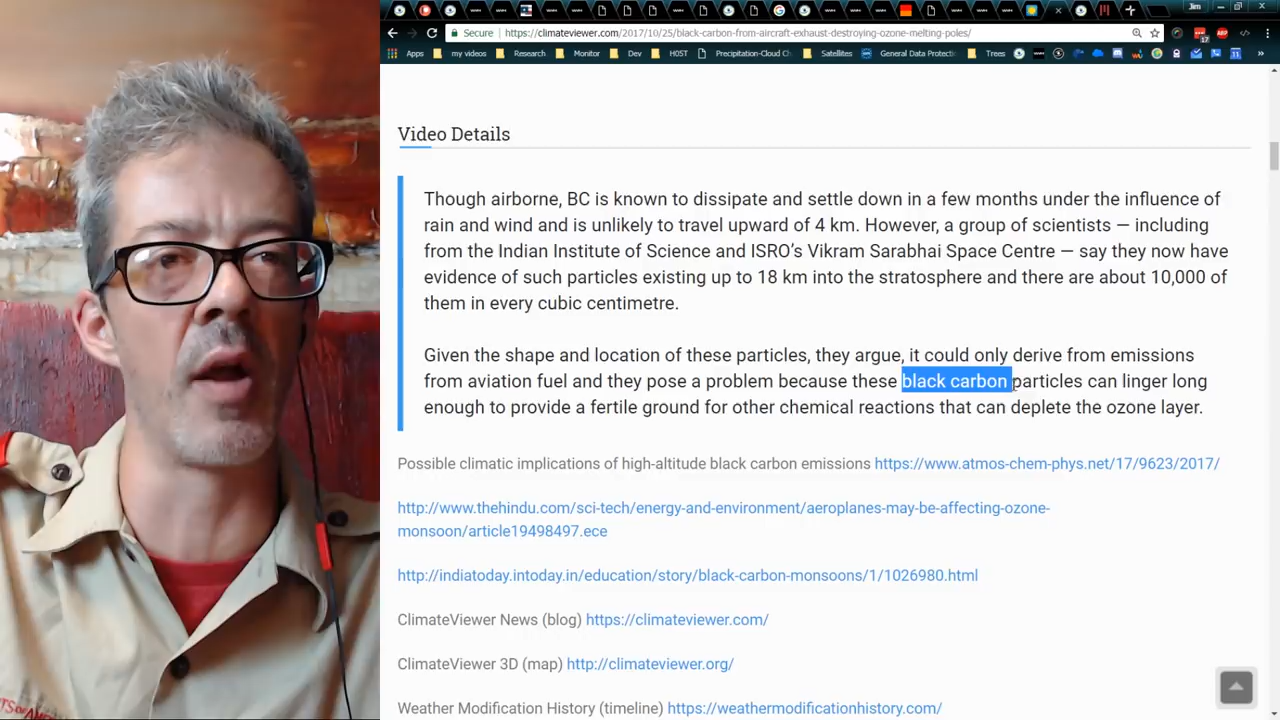 Jim
Secure
https://climateviewer.com/2017/10/25/black-carbon-from-aircraft-exhaust-destroying-ozone-melting-poles/
Apps my videos Research Monitor Dev HOST Precipitation-Cloud Ch Satellites General Data Protecti Trees
Video Details
Though airborne, BC is known to dissipate and settle down in a few months under the influence of
rain and wind and is unlikely to travel upward of 4 km. However, a group of scientists — including
from the Indian Institute of Science and ISRO's Vikram Sarabhai Space Centre — say they now have
evidence of such particles existing up to 18 km into the stratosphere and there are about 10,000 of
them in every cubic centimetre.
Given the shape and location of these particles, they argue, it could only derive from emissions
from aviation fuel and they pose a problem because these black carbon particles can linger long
enough to provide a fertile ground for other chemical reactions that can deplete the ozone layer.
Possible climatic implications of high-altitude black carbon emissions https://www.atmos-chem-phys.net/17/9623/2017/
http://www.thehindu.com/sci-tech/energy-and-environment/aeroplanes-may-be-affecting-ozone-
monsoon/article19498497.ece
http://indiatoday.intoday.in/education/story/black-carbon-monsoons/1/1026980.html
ClimateViewer News (blog) https://climateviewer.com/
ClimateViewer 3D (map) http://climateviewer.org/
Weather Modification History (timeline) https://weathermodificationhistory.com/